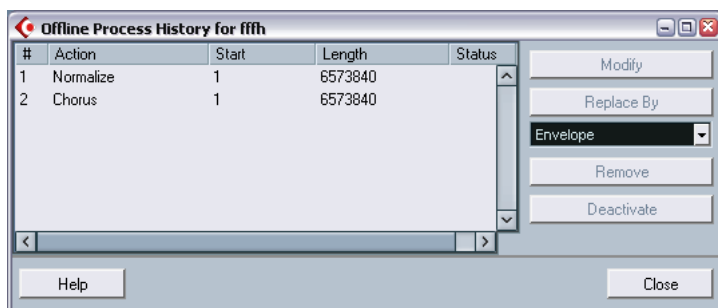 Offline Process History for fffh
# Action Start Length Status
1 Normalize 1 6573840
2 Chorus 1 6573840
Modify
Replace By
Envelope
Remove
Deactivate
Help
Close